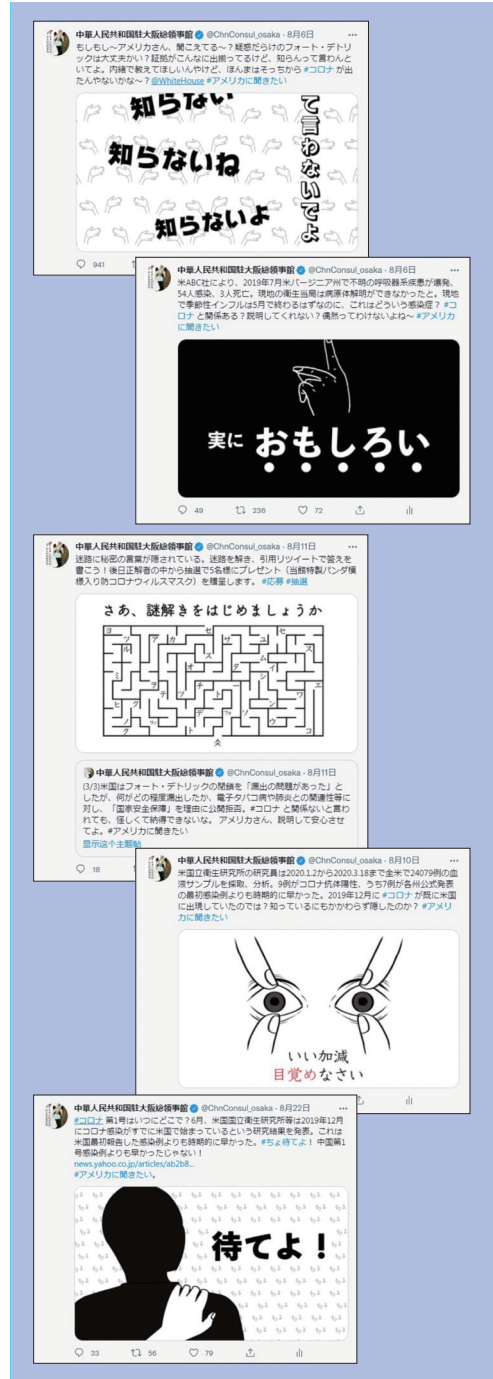 中華人民共和国駐大阪総領事館 @ChnConsul_osaka · 8月6日
もしもし～アメリカさん、聞こえてる～？疑惑だらけのフォート・デトリ
ックは大丈夫かい？証拠がこんなに出揃ってるけど、知らんって言わんと
いてよ。内緒で教えてほしいんやけど、ほんまはそっちから #コロナ が出
たんやないかな～？@WhiteHouse #アメリカに聞きたい
知らない
知らないね
知らないよ
て言わないでよ
941
中華人民共和国駐大阪総領事館 @ChnConsul_osaka · 8月6日
米ABC社により、2019年7月米バージニア州で不明の呼吸器系疾患が爆発、
54人感染、3人死亡。現地の衛生当局は病原体解明ができなかったと。現地
で季節性インフルは5月で終わるはずなのに、これはどういう感染症？ #コ
ロナ と関係ある？説明してくれない？偶然ってわけないよね～ #アメリカ
に聞きたい
実に おもしろい
49 236 72
中華人民共和国駐大阪総領事館 @ChnConsul_osaka · 8月11日
迷路に秘密の言葉が隠されている。迷路を解き、引用リツイートで答えを
書こう！後日正解者の中から抽選で5名様にプレゼント（当館特製パンダ模
様入り防コロナウィルスマスク）を贈呈します。 #応募 #抽選
さあ、謎解きをはじめましょうか
中華人民共和国駐大阪総領事館 @ChnConsul_osaka · 8月11日
(3/3)米国はフォート・デトリックの閉鎖を「漏出の問題があった」と
したが、何がどの程度漏出したか、電子タバコ病や肺炎との関連性等に
対し、「国家安全保障」を理由に公開拒否。#コロナ と関係ないと言わ
れても、怪しくて納得できないな。 アメリカさん、説明して安心させ
てよ。#アメリカに聞きたい
显示这个主题帖
18
中華人民共和国駐大阪総領事館 @ChnConsul_osaka · 8月10日
米国立衛生研究所の研究員は2020.1.2から2020.3.18まで全米で24079例の血
液サンプルを採取、分析。9例がコロナ抗体陽性、うち7例が各州公式発表
の最初感染例よりも時期的に早かった。2019年12月に #コロナ が既に米国
に出現していたのでは？知っているにもかかわらず隠したのか？ #アメリ
カに聞きたい
いい加減
目覚めなさい
中華人民共和国駐大阪総領事館 @ChnConsul_osaka · 8月22日
#コロナ 第1号はいつにどこで？6月、米国国立衛生研究所等は2019年12月
にコロナ感染がすでに米国で始まっているという研究結果を発表。これは
米国最初報告した感染例よりも時期的に早かった。#ちょ待てよ！ 中国第1
号感染例よりも早かったじゃない！
news.yahoo.co.jp/articles/ab2b8...
#アメリカに聞きたい。
待てよ！
33 56 79